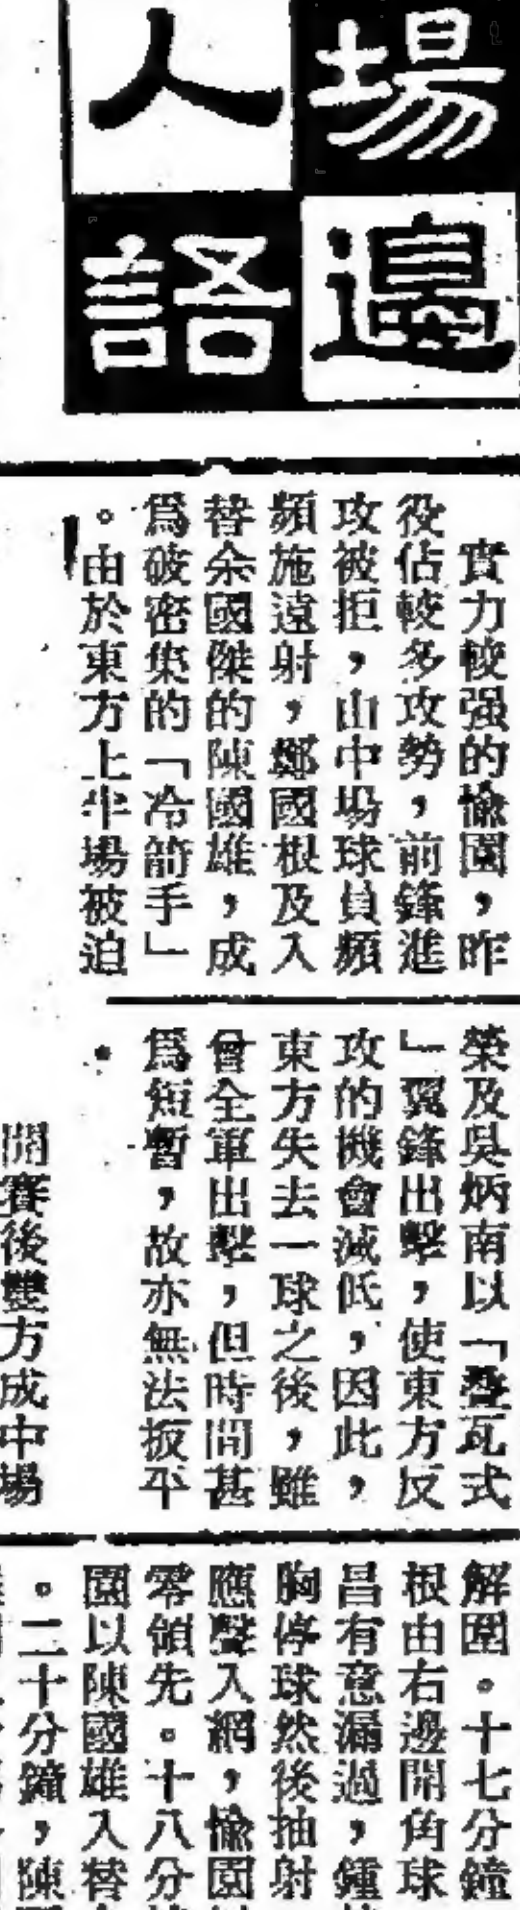 場邊
人語
實力較强的愉園，昨
役佔較多攻勢，前鋒進
攻被拒，由中場球員頻
頻施遠射，鄭國根及入
替余國傑的陳國雄，成
爲破密集的「冷箭手」
。由於東方上半場被迫
榮及吳炳南以「疊瓦式
」翼鋒出擊，使東方反
攻的機會減低，因此，
東方失去一球之後，雖
曾全軍出擊，但時間甚
爲短暫，故亦無法扳平
開賽後雙方成中場
解圍。十七分鐘
根由右邊開角球
昌有意漏過，鍾
胸停球然後抽射
應聲入網，愉園
零領先。十八分
園以陳國雄入替
。二十分鐘，陳